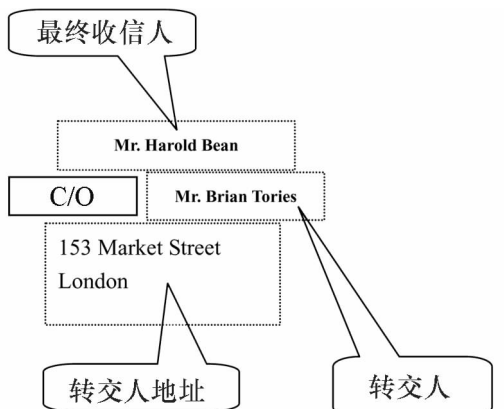 最终收信人
Mr. Harold Bean
C/O
Mr. Brian Tories
153 Market Street
London
转交人地址
转交人